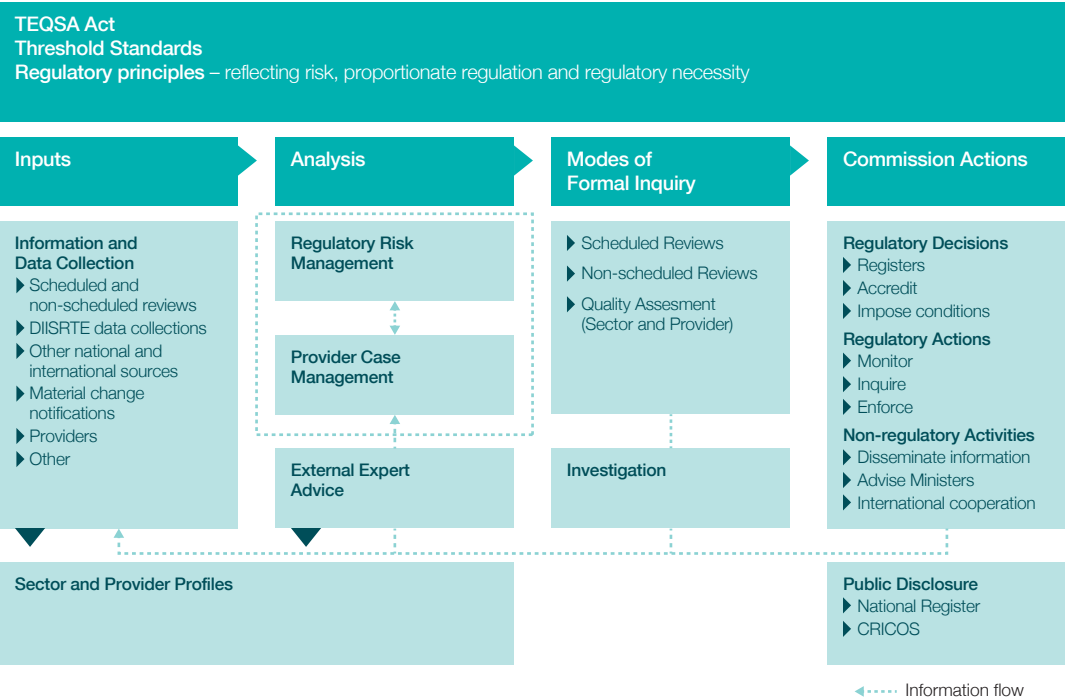 TEQSA Act
Threshold Standards
Regulatory principles – reflecting risk, proportionate regulation and regulatory necessity
Inputs
Information and
Data Collection
Scheduled and
non-scheduled reviews
DIISRTE data collections
Other national and
international sources
Material change
notifications
Providers
Other
Analysis
Regulatory Risk
Management
Provider Case
Management
External Expert
Advice
Modes of
Formal Inquiry
Scheduled Reviews
Non-scheduled Reviews
Quality Assesment
(Sector and Provider)
Investigation
Commission Actions
Regulatory Decisions
Registers
Accredit
Impose conditions
Regulatory Actions
Monitor
Inquire
Enforce
Non-regulatory Activities
Disseminate information
Advise Ministers
International cooperation
Sector and Provider Profiles
Public Disclosure
National Register
CRICOS
Information flow